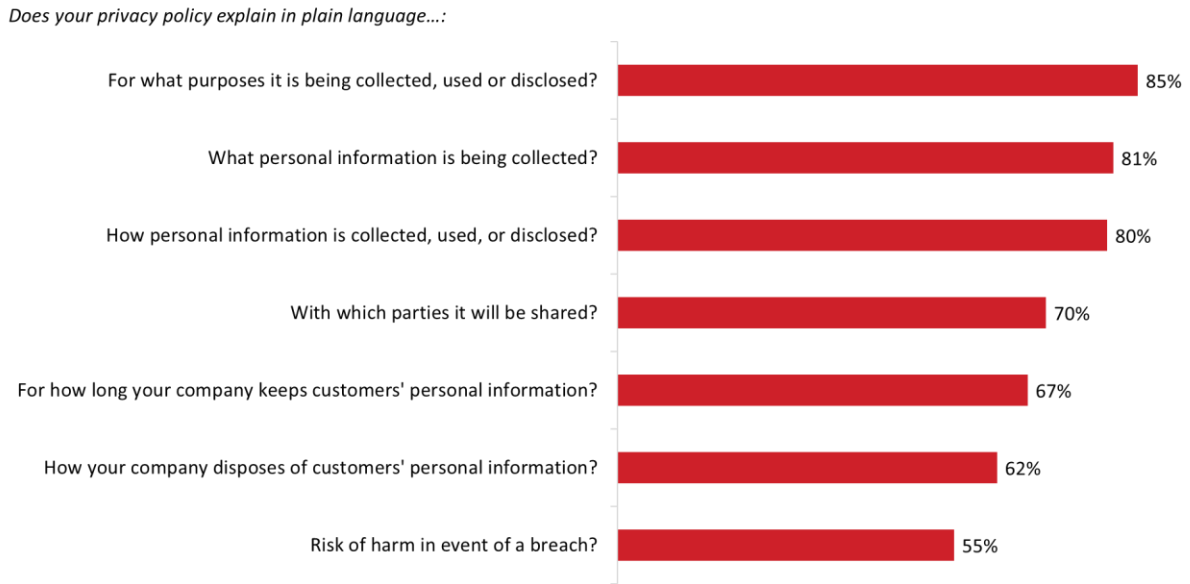 Does your privacy policy explain in plain language…:
For what purposes it is being collected, used or disclosed?
85%
What personal information is being collected?
81%
How personal information is collected, used, or disclosed?
80%
With which parties it will be shared?
70%
For how long your company keeps customers' personal information?
67%
How your company disposes of customers' personal information?
62%
Risk of harm in event of a breach?
55%